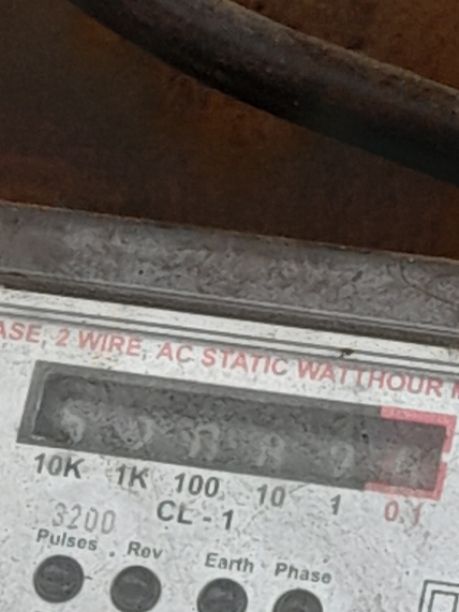 ASE, 2 WIRE, AC STATIC WATTHOUR M
10K 1K 100 10 1 0.1
CL - 1
3200
Pulses Rev Earth Phase